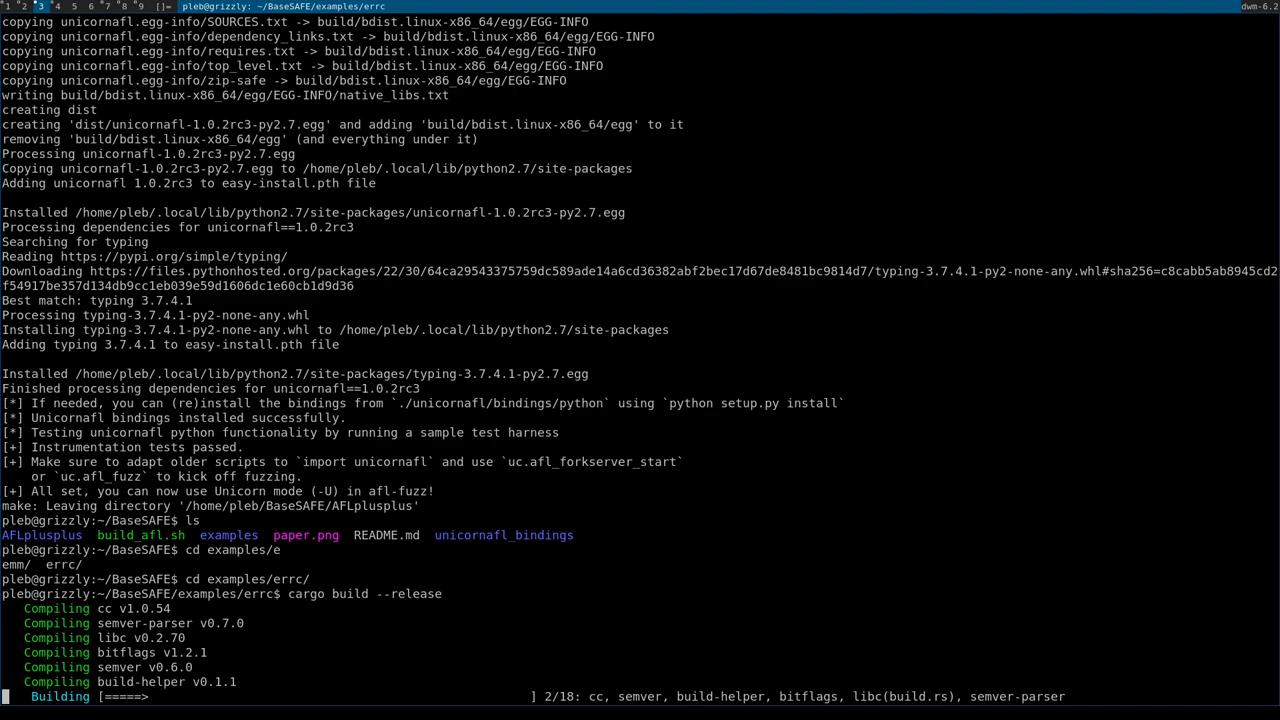 1 2 3 4 5 6 7 8 9 []= pleb@grizzly: ~/BaseSAFE/examples/errc dwm-6.2
copying unicornafl.egg-info/SOURCES.txt -> build/bdist.linux-x86_64/egg/EGG-INFO
copying unicornafl.egg-info/dependency_links.txt -> build/bdist.linux-x86_64/egg/EGG-INFO
copying unicornafl.egg-info/requires.txt -> build/bdist.linux-x86_64/egg/EGG-INFO
copying unicornafl.egg-info/top_level.txt -> build/bdist.linux-x86_64/egg/EGG-INFO
copying unicornafl.egg-info/zip-safe -> build/bdist.linux-x86_64/egg/EGG-INFO
writing build/bdist.linux-x86_64/egg/EGG-INFO/native_libs.txt
creating dist
creating 'dist/unicornafl-1.0.2rc3-py2.7.egg' and adding 'build/bdist.linux-x86_64/egg' to it
removing 'build/bdist.linux-x86_64/egg' (and everything under it)
Processing unicornafl-1.0.2rc3-py2.7.egg
Copying unicornafl-1.0.2rc3-py2.7.egg to /home/pleb/.local/lib/python2.7/site-packages
Adding unicornafl 1.0.2rc3 to easy-install.pth file
Installed /home/pleb/.local/lib/python2.7/site-packages/unicornafl-1.0.2rc3-py2.7.egg
Processing dependencies for unicornafl==1.0.2rc3
Searching for typing
Reading https://pypi.org/simple/typing/
Downloading https://files.pythonhosted.org/packages/22/30/64ca29543375759dc589ade14a6cd36382abf2bec17d67de8481bc9814d7/typing-3.7.4.1-py2-none-any.whl#sha256=c8cabb5ab8945cd2
f54917be357d134db9cc1eb039e59d1606dc1e60cb1d9d36
Best match: typing 3.7.4.1
Processing typing-3.7.4.1-py2-none-any.whl
Installing typing-3.7.4.1-py2-none-any.whl to /home/pleb/.local/lib/python2.7/site-packages
Adding typing 3.7.4.1 to easy-install.pth file
Installed /home/pleb/.local/lib/python2.7/site-packages/typing-3.7.4.1-py2.7.egg
Finished processing dependencies for unicornafl==1.0.2rc3
[*] If needed, you can (re)install the bindings from `./unicornafl/bindings/python` using `python setup.py install`
[*] Unicornafl bindings installed successfully.
[*] Testing unicornafl python functionality by running a sample test harness
[+] Instrumentation tests passed.
[+] Make sure to adapt older scripts to `import unicornafl` and use `uc.afl_forkserver_start`
or `uc.afl_fuzz` to kick off fuzzing.
[+] All set, you can now use Unicorn mode (-U) in afl-fuzz!
make: Leaving directory '/home/pleb/BaseSAFE/AFLplusplus'
pleb@grizzly:~/BaseSAFE$ ls
AFLplusplus build_afl.sh examples paper.png README.md unicornafl_bindings
pleb@grizzly:~/BaseSAFE$ cd examples/e
emm/ errc/
pleb@grizzly:~/BaseSAFE$ cd examples/errc/
pleb@grizzly:~/BaseSAFE/examples/errc$ cargo build --release
Compiling cc v1.0.54
Compiling semver-parser v0.7.0
Compiling libc v0.2.70
Compiling bitflags v1.2.1
Compiling semver v0.6.0
Compiling build-helper v0.1.1
Building [=====> ] 2/18: cc, semver, build-helper, bitflags, libc(build.rs), semver-parser